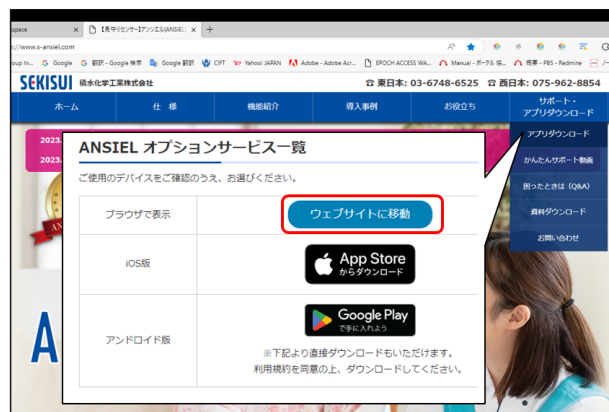 space
【見守りセンサー】アンシエル(ANSIEL
://www.s-ansiel.com
oup in...
Google
翻訳 - Google 検索
Google 翻訳
CIFT
Yahoo! JAPAN
Adobe - Adobe Acr...
EPOCH ACCESS WA...
Manual - ポータル 協...
概要 - PBS - Redmine
SEKISUI 積水化学工業株式会社
東日本: 03-6748-6525 西日本: 075-962-8854
ホーム
仕 様
機能紹介
導入事例
お役立ち
サポート・
アプリダウンロード
2023.
2023.
アプリダウンロード
かんたんサポート動画
困ったときは（Q&A）
資料ダウンロード
お問い合わせ
ANSIEL オプションサービス一覧
ご使用のデバイスをご確認のうえ、お選びください。
ブラウザで表示
ウェブサイトに移動
iOS版
App Store
からダウンロード
アンドロイド版
Google Play
で手に入れよう
※下記より直接ダウンロードもいただけます。
利用規約を同意の上、ダウンロードしてください。
AN
A